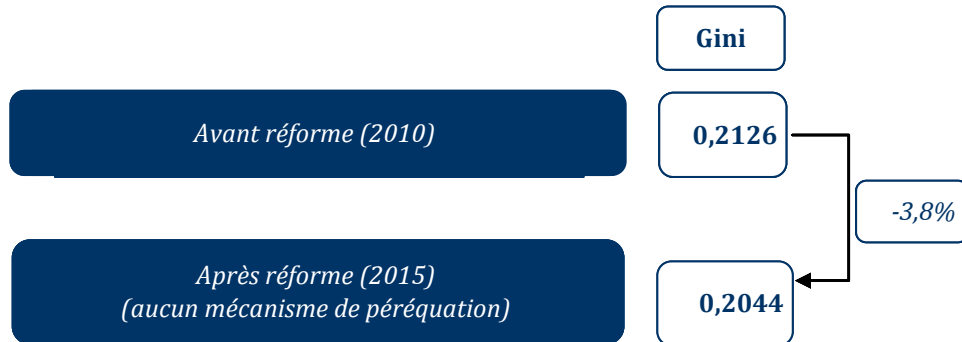 Gini
Avant réforme (2010)
0,2126
-3,8%
Après réforme (2015)
(aucun mécanisme de péréquation)
0,2044